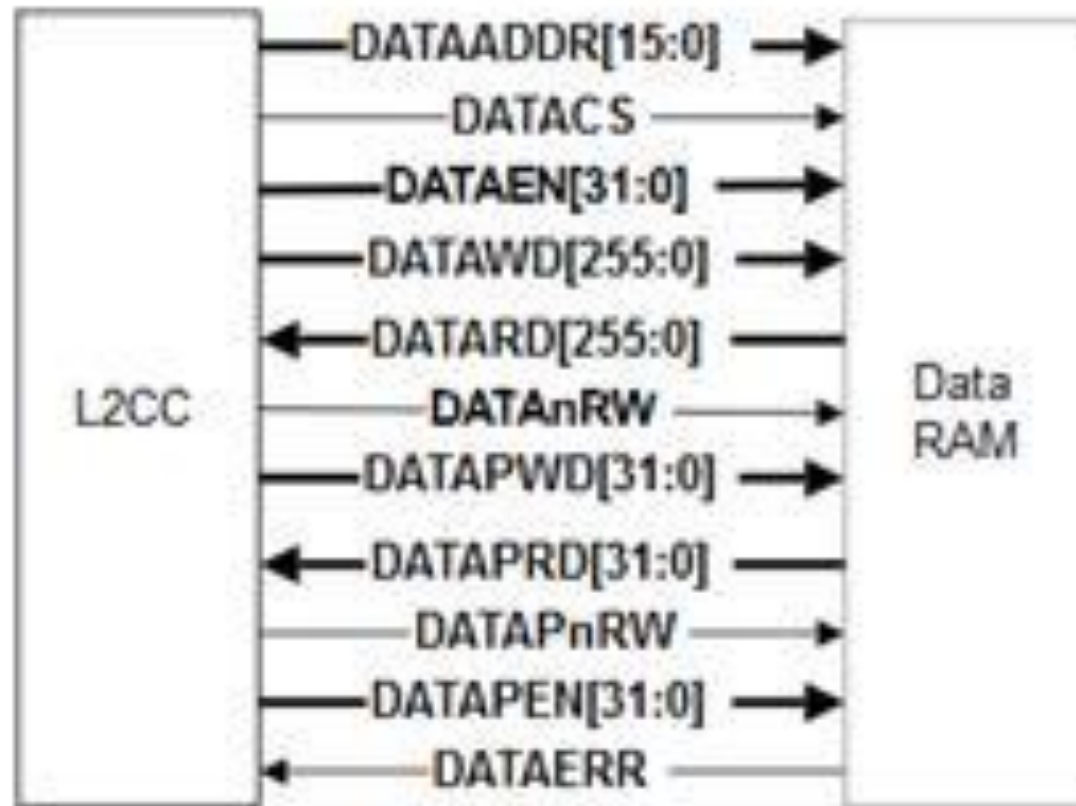 DATAADDR[15:0]
DATACS
DATAEN[31:0]
DATAWD[255:0]
DATARD[255:0]
L2CC
DATAnRW
Data
RAM
DATAPWD[31:0]
DATAPRD[31:0]
DATAPnRW
DATAPEN[31:0]
DATAERR